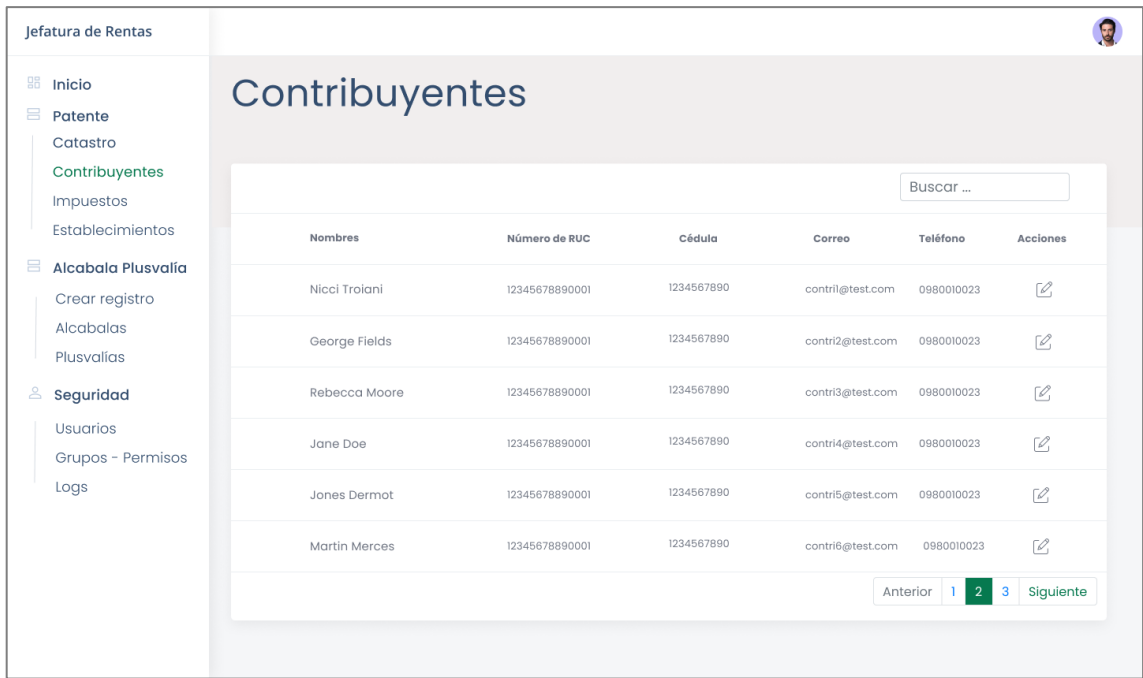 Jefatura de Rentas
Inicio
Patente
Catastro
Contribuyentes
Impuestos
Establecimientos
Alcabala Plusvalía
Crear registro
Alcabalas
Plusvalías
Seguridad
Usuarios
Grupos - Permisos
Logs
Contribuyentes
Buscar ...
Nombres Número de RUC Cédula Correo Teléfono Acciones
Nicci Troiani 12345678890001 1234567890 contri1@test.com 0980010023
George Fields 12345678890001 1234567890 contri2@test.com 0980010023
Rebecca Moore 12345678890001 1234567890 contri3@test.com 0980010023
Jane Doe 12345678890001 1234567890 contri4@test.com 0980010023
Jones Dermot 12345678890001 1234567890 contri5@test.com 0980010023
Martin Merces 12345678890001 1234567890 contri6@test.com 0980010023
Anterior 1 2 3 Siguiente